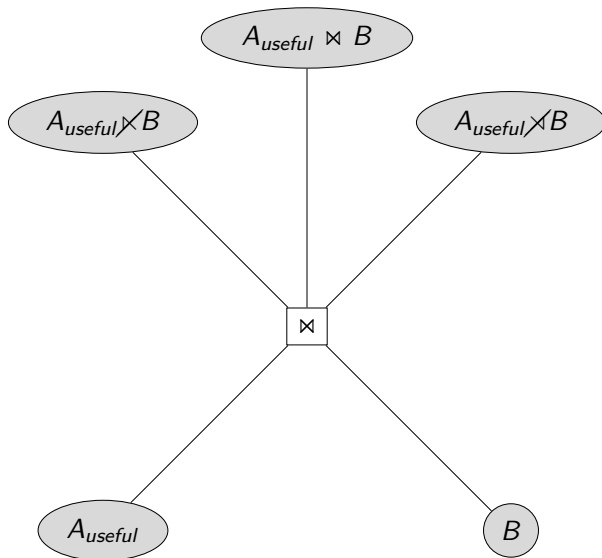 A_useful ⋈ B
A_useful ⋉̸ B
A_useful ⋊̸ B
⋈
A_useful
B